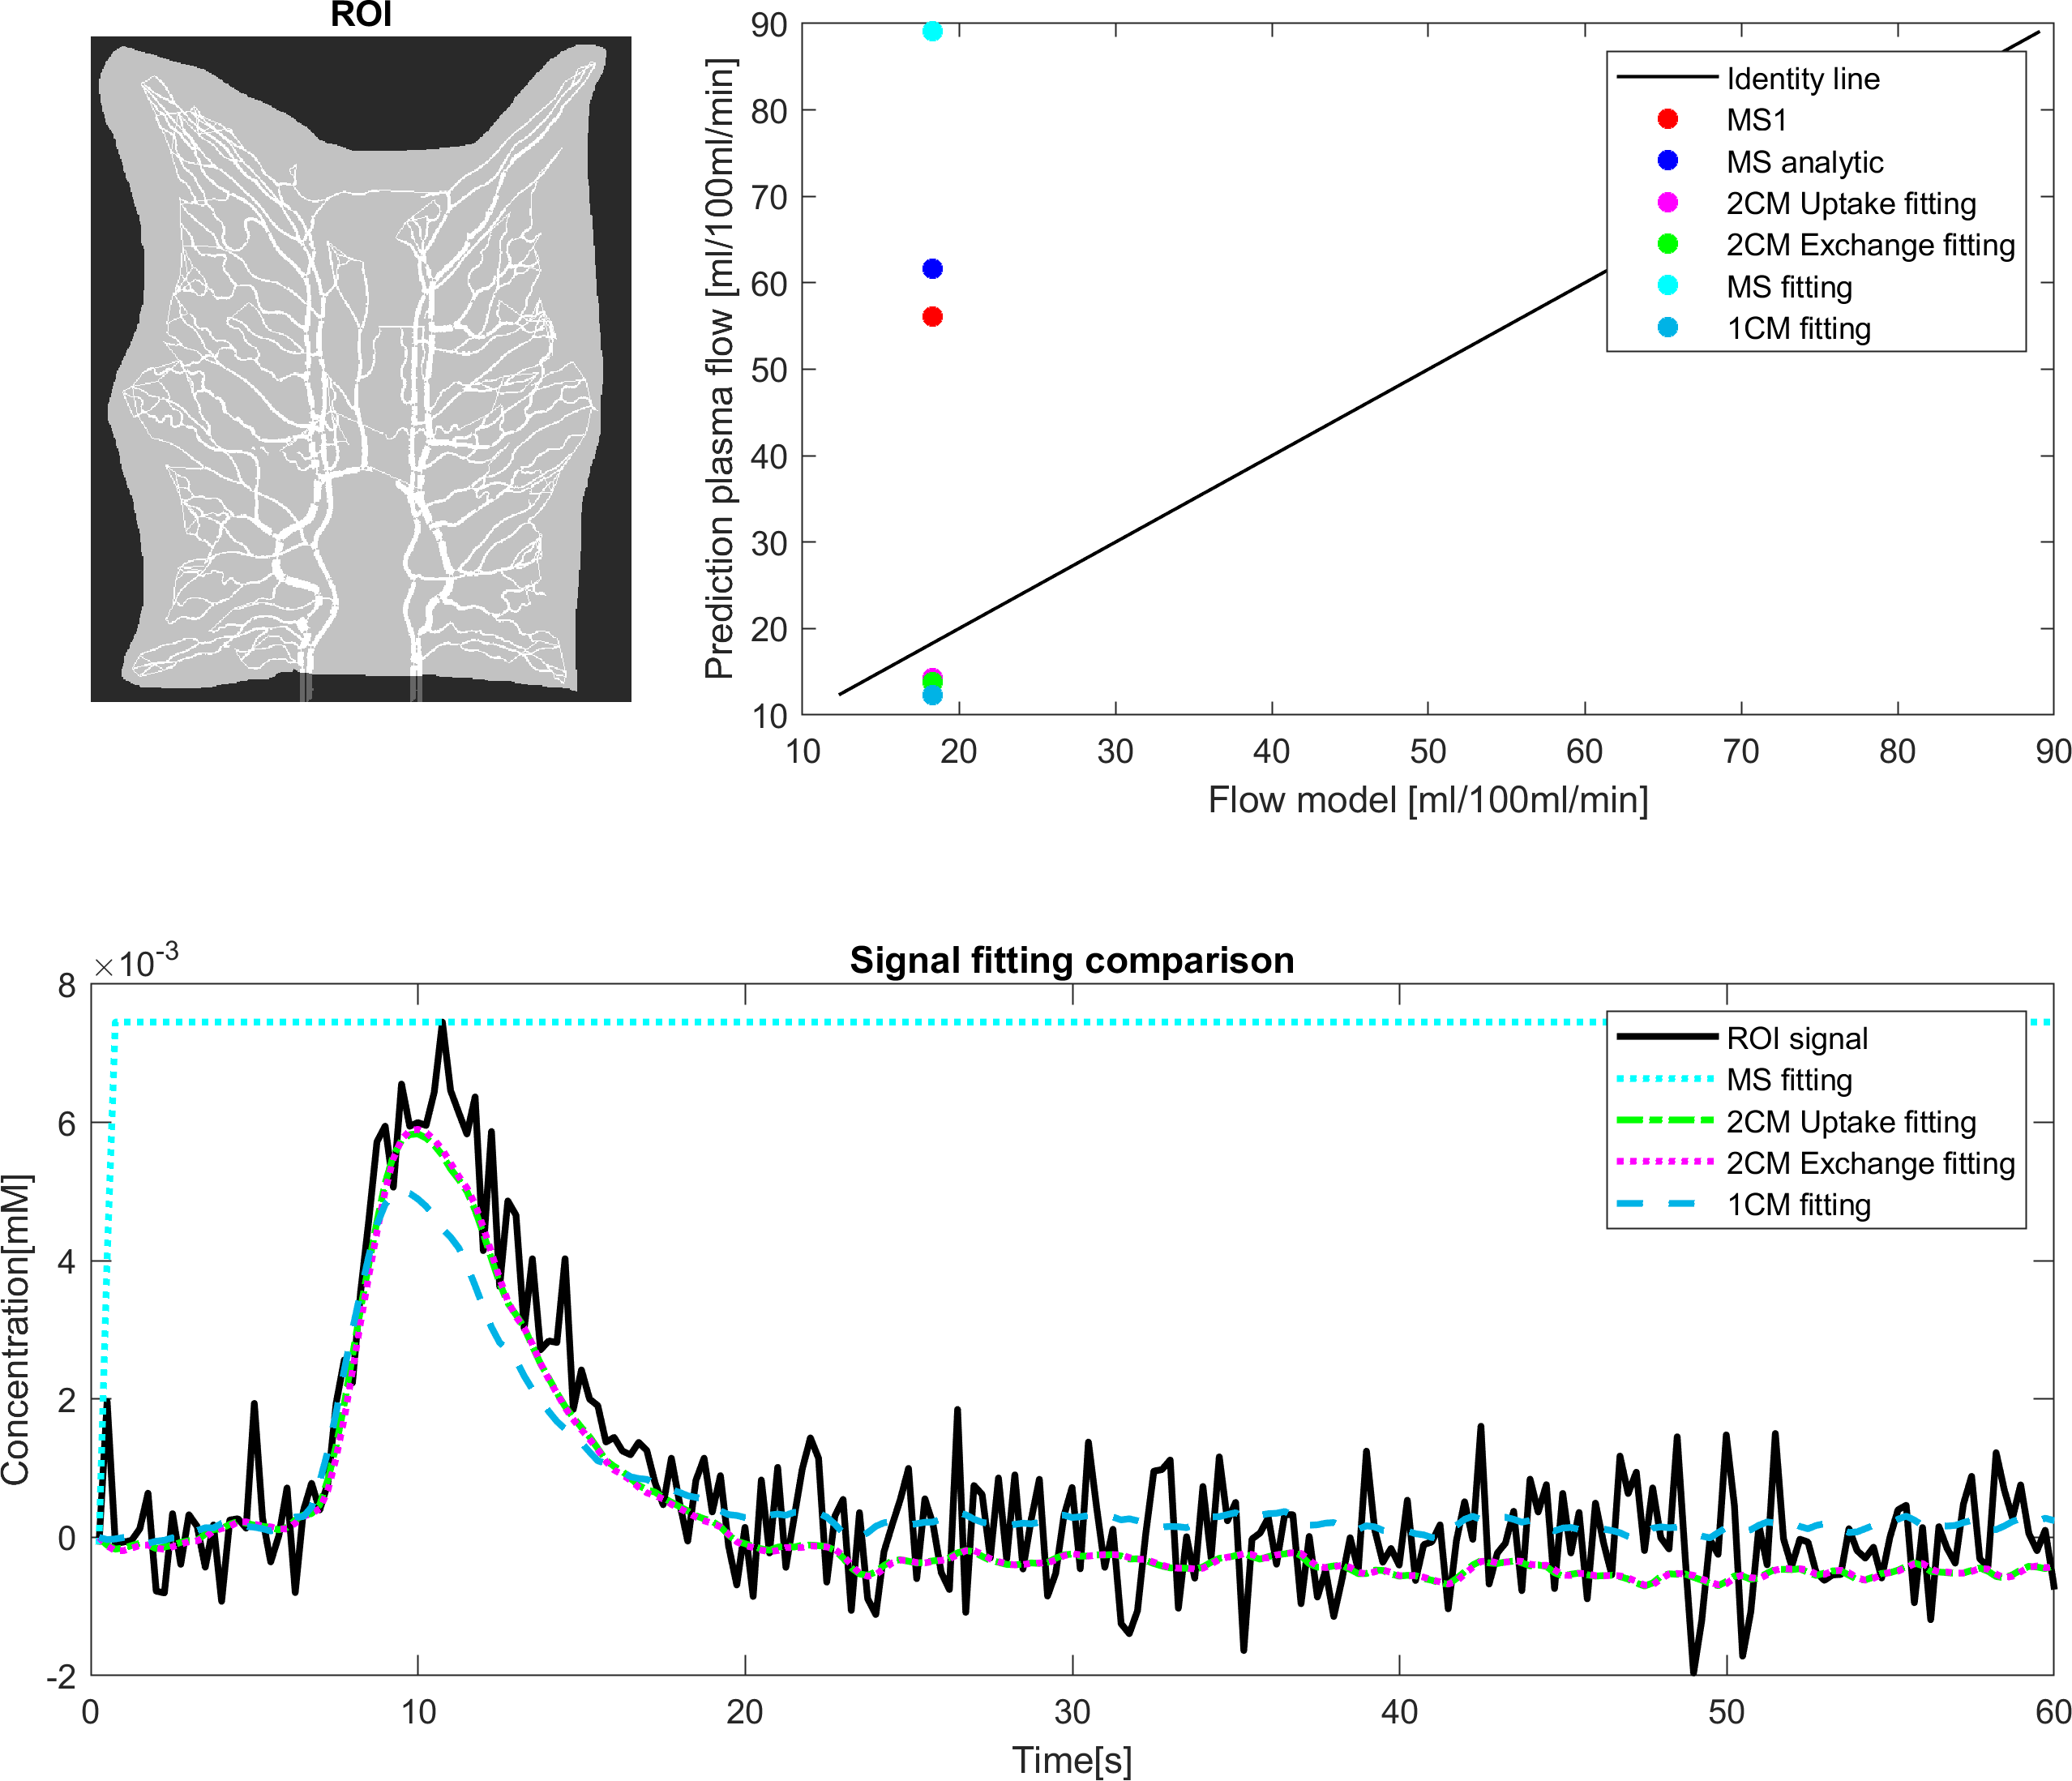 ROI
90
80
70
60
50
40
30
20
10
Prediction plasma flow [ml/100ml/min]
10 20 30 40 50 60 70 80 90
Flow model [ml/100ml/min]
Identity line
MS1
MS analytic
2CM Uptake fitting
2CM Exchange fitting
MS fitting
1CM fitting
Signal fitting comparison
×10⁻³
8
6
4
2
0
-2
Concentration[mM]
0 10 20 30 40 50 60
Time[s]
ROI signal
MS fitting
2CM Uptake fitting
2CM Exchange fitting
1CM fitting